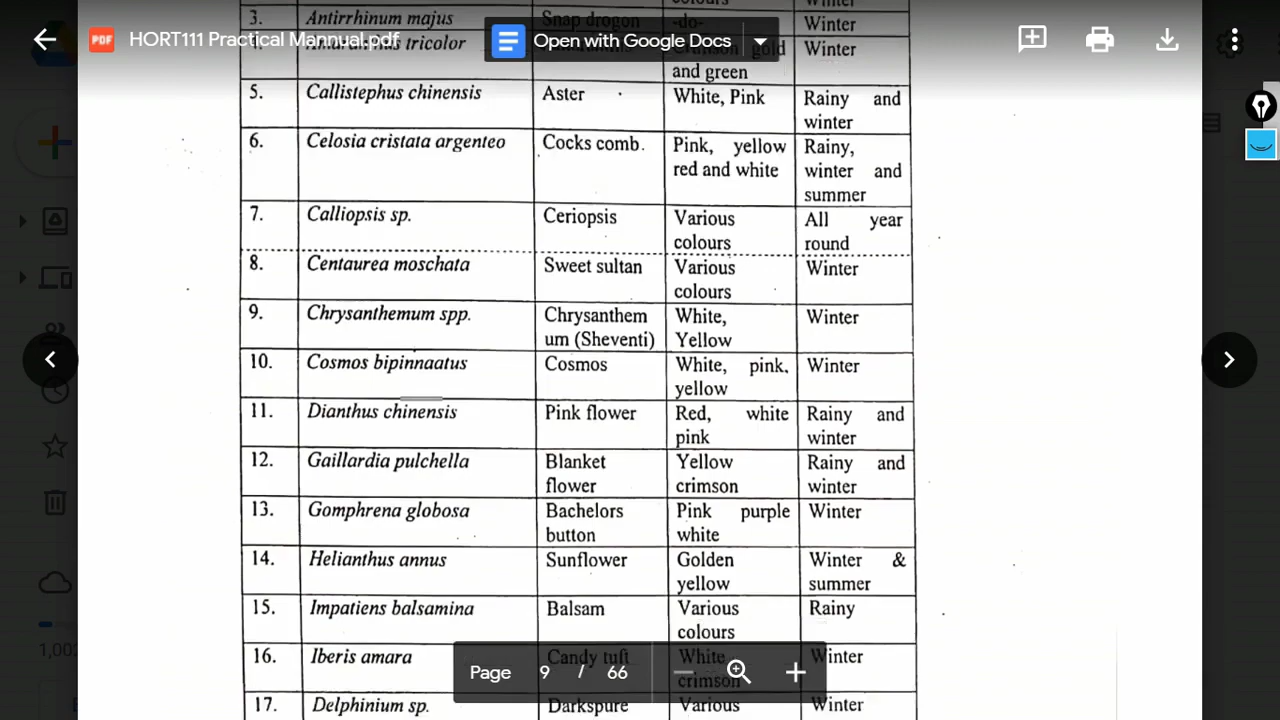 colours Winter
3. Antirrhinum majus Snap drogon -do- Winter
HORT111 Practical Mannual.pdf
Open with Google Docs
tricolor gold Winter
and green
5. Callistephus chinensis Aster White, Pink Rainy and
winter
6. Celosia cristata argenteo Cocks comb. Pink, yellow Rainy,
red and white winter and
summer
7. Calliopsis sp. Ceriopsis Various All year
colours round
8. Centaurea moschata Sweet sultan Various Winter
colours
9. Chrysanthemum spp. Chrysanthem White, Winter
um (Sheventi) Yellow
10. Cosmos bipinnaatus Cosmos White, pink, Winter
yellow
11. Dianthus chinensis Pink flower Red, white Rainy and
pink winter
12. Gaillardia pulchella Blanket Yellow Rainy and
flower crimson winter
13. Gomphrena globosa Bachelors Pink purple Winter
button white
14. Helianthus annus Sunflower Golden Winter &
yellow summer
15. Impatiens balsamina Balsam Various Rainy
colours
16. Iberis amara Candy tuft White Winter
crimson
Page 9 / 66
17. Delphinium sp. Darkspure Various Winter